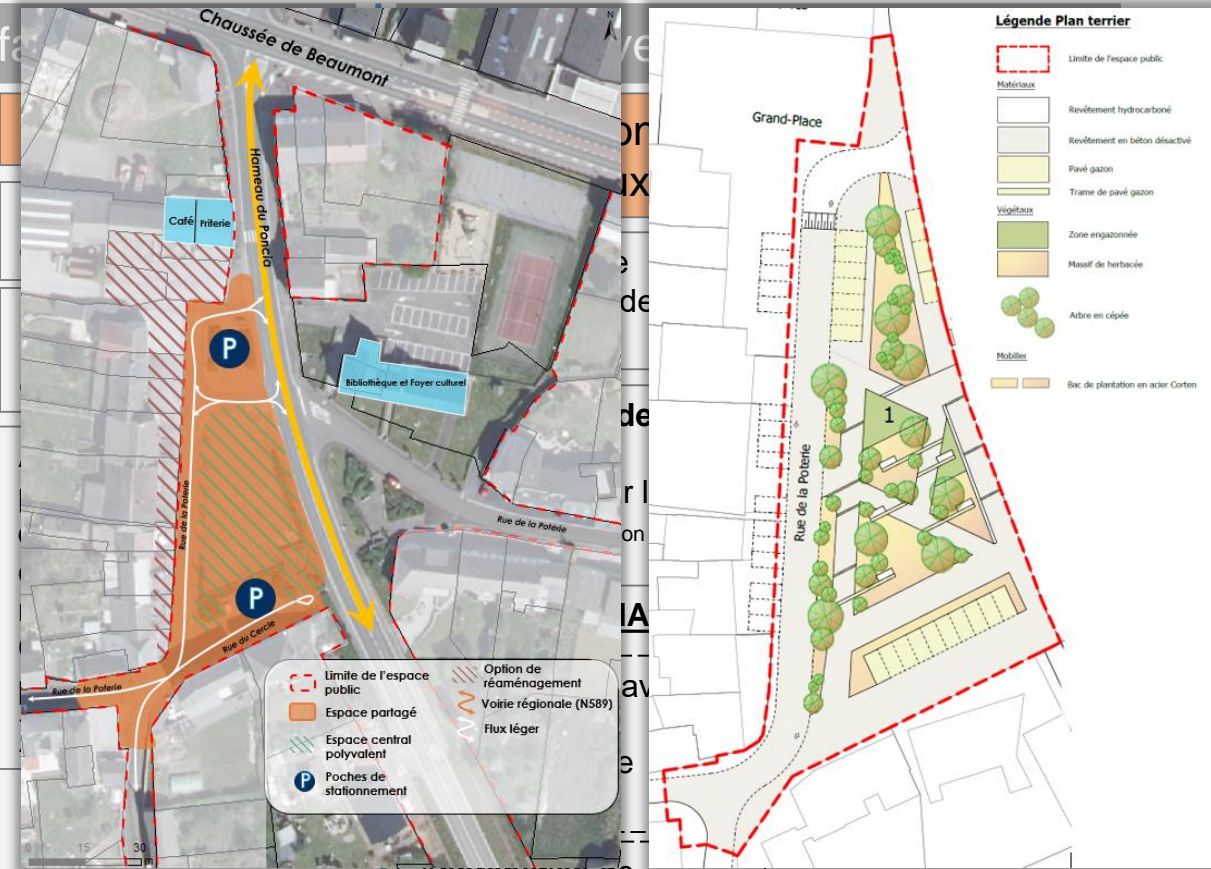 Chaussée de Beaumont
N
Hameau du Poncia
Café
Friterie
P
Bibliothèque et Foyer culturel
Rue de la Poterie
Rue de la Poterie
P
Rue du Cercle
Rue de la Poterie
Limite de l'espace
public
Espace partagé
Espace central
polyvalent
P
Poches de
stationnement
Option de
réaménagement
Voirie régionale (N589)
Flux léger
0
15
30
m
Grand-Place
Rue de la Poterie
1
Légende Plan terrier
Limite de l'espace public
Matériaux
Revêtement hydrocarboné
Revêtement en béton désactivé
Pavé gazon
Trame de pavé gazon
Végétaux
Zone engazonnée
Massif de herbacée
Arbre en cépée
Mobilier
Bac de plantation en acier Corten